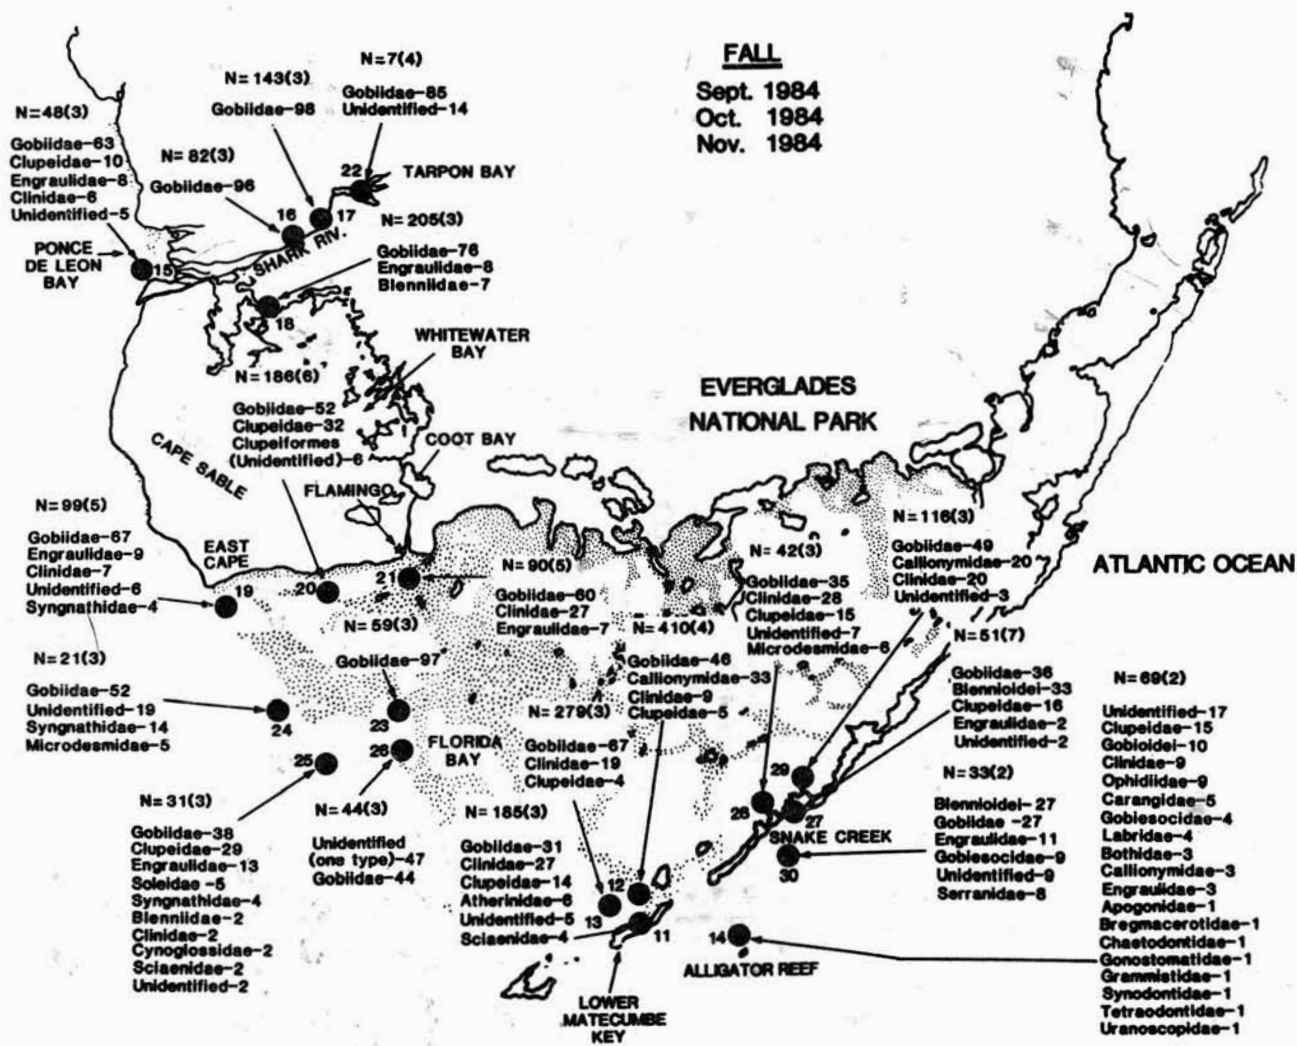 FALL
Sept. 1984
Oct. 1984
Nov. 1984
N=48(3)
Gobiidae-63
Clupeidae-10
Engraulidae-8
Clinidae-6
Unidentified-5
PONCE
DE LEON
BAY
15
N=82(3)
Gobiidae-96
16
N=143(3)
Gobiidae-98
17
N=7(4)
Gobiidae-85
Unidentified-14
22
TARPON BAY
SHARK RIV.
N=205(3)
Gobiidae-76
Engraulidae-8
Blenniidae-7
18
WHITEWATER
BAY
N=186(6)
Gobiidae-52
Clupeidae-32
Clupeiformes
(Unidentified)-6
COOT BAY
CAPE SABLE
FLAMINGO
EVERGLADES
NATIONAL PARK
ATLANTIC OCEAN
N=99(5)
Gobiidae-67
Engraulidae-9
Clinidae-7
Unidentified-6
Syngnathidae-4
EAST
CAPE
19
20
21
N=90(5)
Gobiidae-60
Clinidae-27
Engraulidae-7
N=59(3)
Gobiidae-97
23
N=21(3)
Gobiidae-52
Unidentified-19
Syngnathidae-14
Microdesmidae-5
24
N=31(3)
Gobiidae-38
Clupeidae-29
Engraulidae-13
Soleidae -5
Syngnathidae-4
Blenniidae-2
Clinidae-2
Cynoglossidae-2
Sciaenidae-2
Unidentified-2
25
26
N=44(3)
Unidentified
(one type)-47
Gobiidae-44
FLORIDA
BAY
N=185(3)
Gobiidae-31
Clinidae-27
Clupeidae-14
Atherinidae-6
Unidentified-5
Sciaenidae-4
11
N=279(3)
Gobiidae-67
Clinidae-19
Clupeidae-4
13
N=410(4)
Gobiidae-46
Callionymidae-33
Clinidae-9
Clupeidae-5
12
LOWER
MATECUMBE
KEY
N=42(3)
Gobiidae-35
Clinidae-28
Clupeidae-15
Unidentified-7
Microdesmidae-6
28
N=116(3)
Gobiidae-49
Callionymidae-20
Clinidae-20
Unidentified-3
29
N=51(7)
Gobiidae-36
Blennioidei-33
Clupeidae-16
Engraulidae-2
Unidentified-2
27
SNAKE CREEK
30
N=33(2)
Blennioidei-27
Gobiidae -27
Engraulidae-11
Gobiesocidae-9
Unidentified-9
Serranidae-8
14
ALLIGATOR REEF
N=69(2)
Unidentified-17
Clupeidae-15
Gobioidei-10
Clinidae-9
Ophidiidae-9
Carangidae-5
Gobiesocidae-4
Labridae-4
Bothidae-3
Callionymidae-3
Engraulidae-3
Apogonidae-1
Bregmacerotidae-1
Chaetodontidae-1
Gonostomatidae-1
Grammistidae-1
Synodontidae-1
Tetraodontidae-1
Uranoscopidae-1